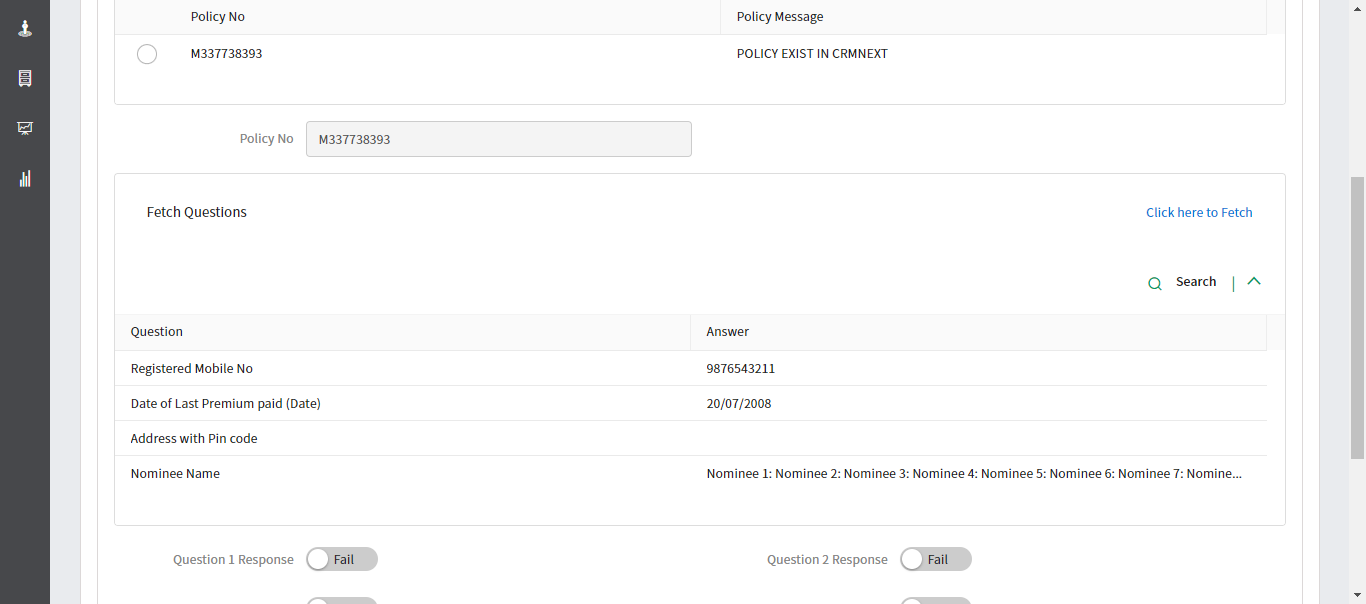 Policy No Policy Message
M337738393 POLICY EXIST IN CRMNEXT
Policy No M337738393
Fetch Questions Click here to Fetch
Search |
Question Answer
Registered Mobile No 9876543211
Date of Last Premium paid (Date) 20/07/2008
Address with Pin code
Nominee Name Nominee 1: Nominee 2: Nominee 3: Nominee 4: Nominee 5: Nominee 6: Nominee 7: Nomine...
Question 1 Response Fail Question 2 Response Fail